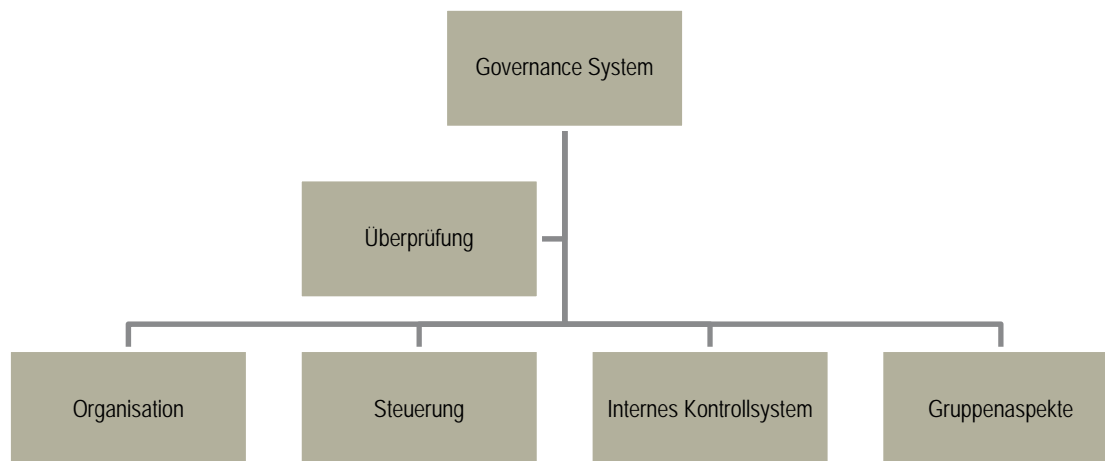 Governance System
Überprüfung
Organisation
Steuerung
Internes Kontrollsystem
Gruppenaspekte